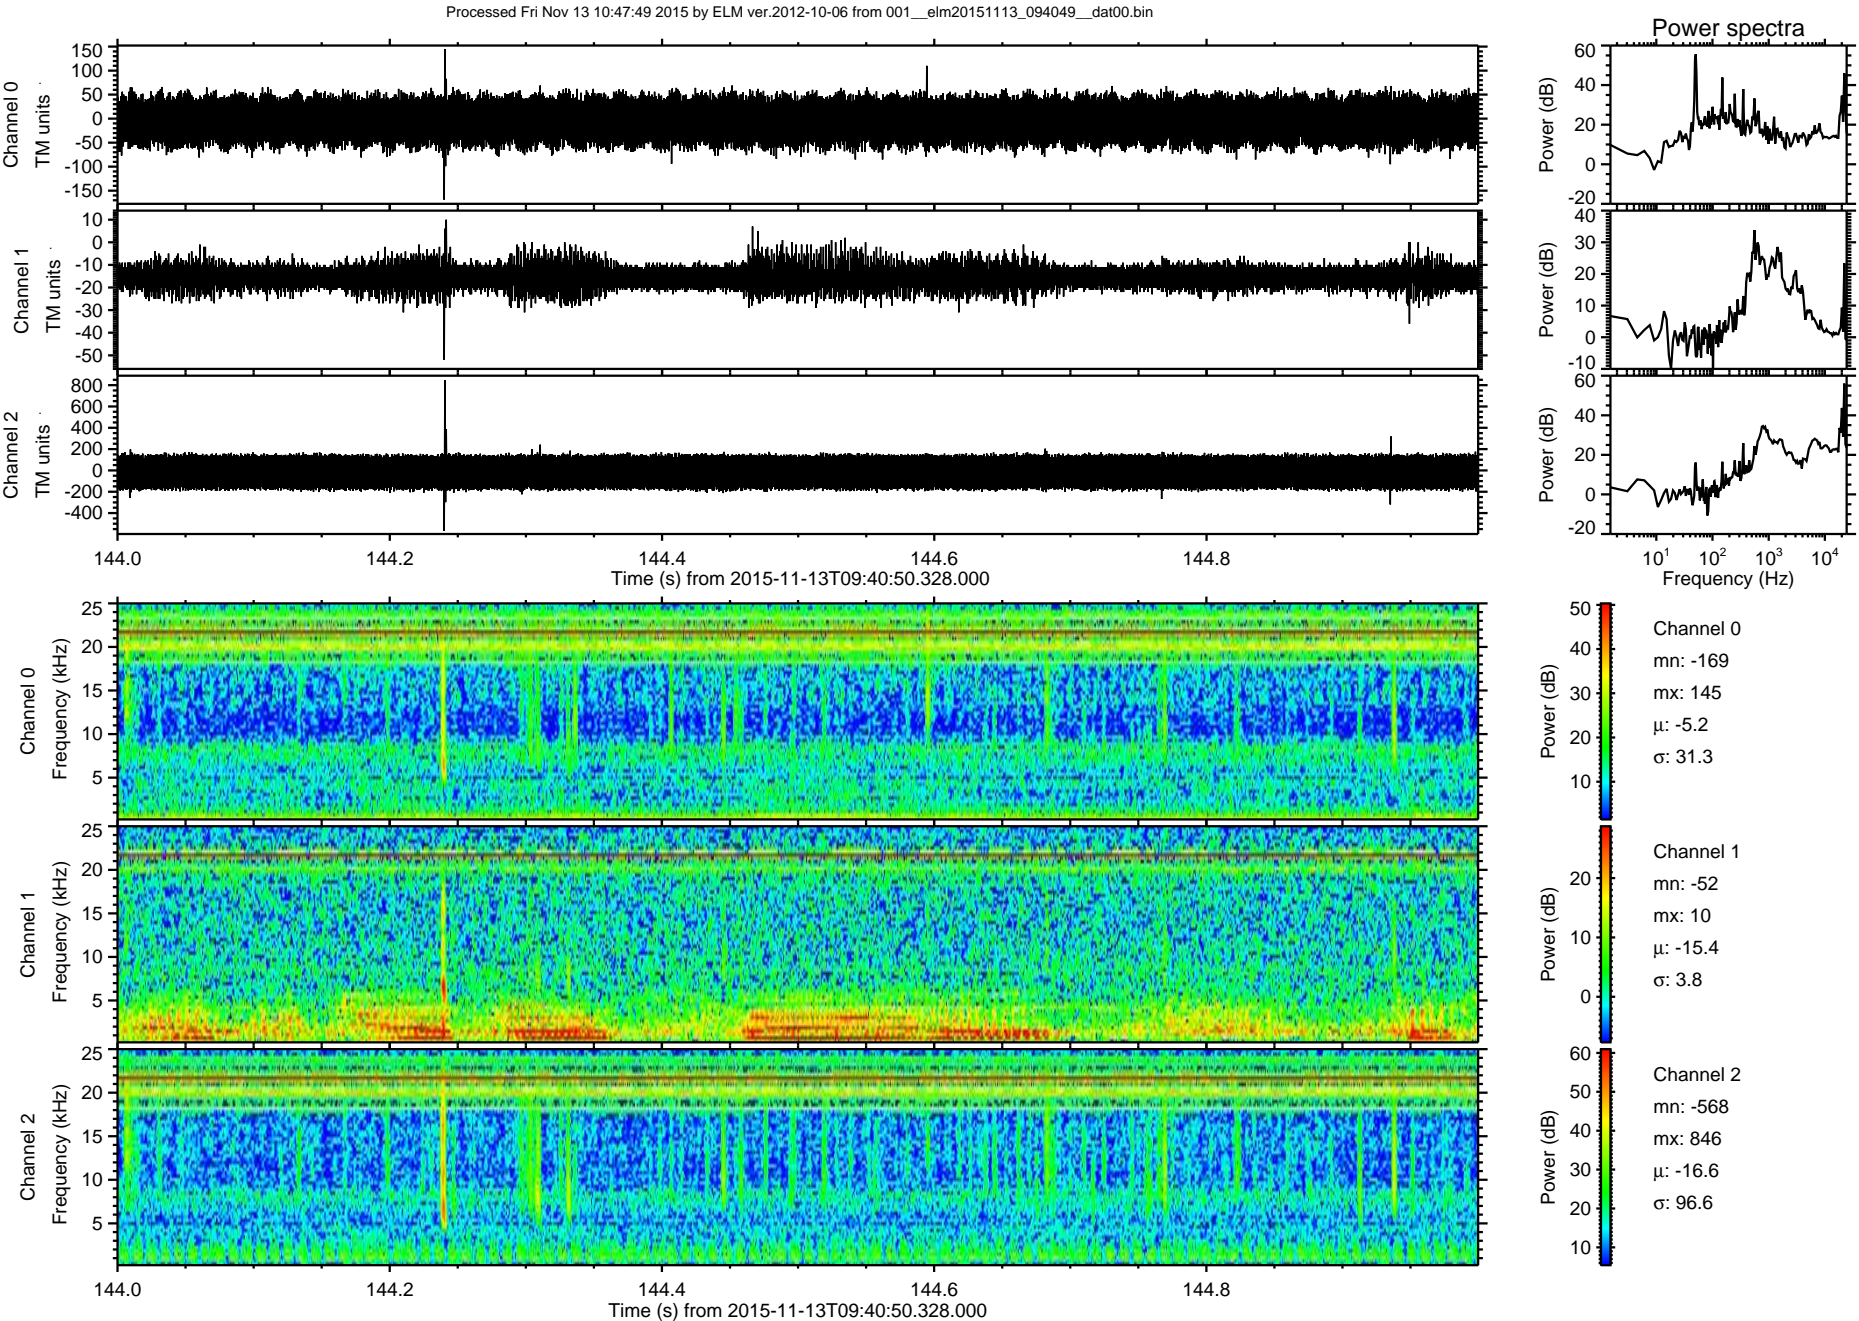 Processed Fri Nov 13 10:47:49 2015 by ELM ver.2012-10-06 from 001__elm20151113_094049__dat00.bin
Power spectra
Channel 0
TM units
150
100
50
0
-50
-100
-150
Power (dB)
60
40
20
0
-20
Channel 1
TM units
10
0
-10
-20
-30
-40
-50
Power (dB)
40
30
20
10
0
-10
Channel 2
TM units
800
600
400
200
0
-200
-400
Power (dB)
60
40
20
0
-20
144.0 144.2 144.4 144.6 144.8
Time (s) from 2015-11-13T09:40:50.328.000
10¹ 10² 10³ 10⁴
Frequency (Hz)
Channel 0
Frequency (kHz)
25
20
15
10
5
Power (dB)
50
40
30
20
10
Channel 0
mn: -169
mx: 145
μ: -5.2
σ: 31.3
Channel 1
Frequency (kHz)
25
20
15
10
5
Power (dB)
20
10
0
Channel 1
mn: -52
mx: 10
μ: -15.4
σ: 3.8
Channel 2
Frequency (kHz)
25
20
15
10
5
Power (dB)
60
50
40
30
20
10
Channel 2
mn: -568
mx: 846
μ: -16.6
σ: 96.6
144.0 144.2 144.4 144.6 144.8
Time (s) from 2015-11-13T09:40:50.328.000